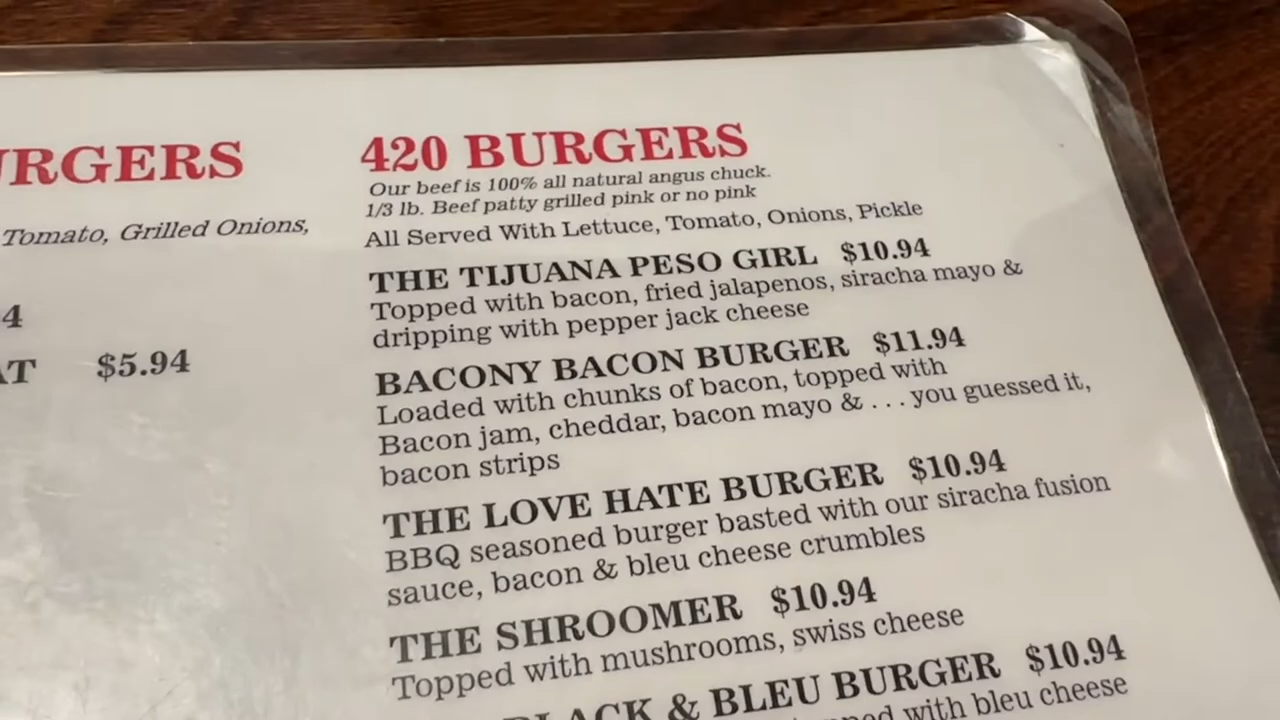 420 BURGERS
Our beef is 100% all natural angus chuck.
1/3 lb. Beef patty grilled pink or no pink
All Served With Lettuce, Tomato, Onions, Pickle
THE TIJUANA PESO GIRL $10.94
Topped with bacon, fried jalapenos, siracha mayo &
dripping with pepper jack cheese
BACONY BACON BURGER $11.94
Loaded with chunks of bacon, topped with
Bacon jam, cheddar, bacon mayo & . . . you guessed it,
bacon strips
THE LOVE HATE BURGER $10.94
BBQ seasoned burger basted with our siracha fusion
sauce, bacon & bleu cheese crumbles
THE SHROOMER $10.94
Topped with mushrooms, swiss cheese
& BLEU BURGER $10.94
with bleu cheese
Tomato, Grilled Onions,
$5.94